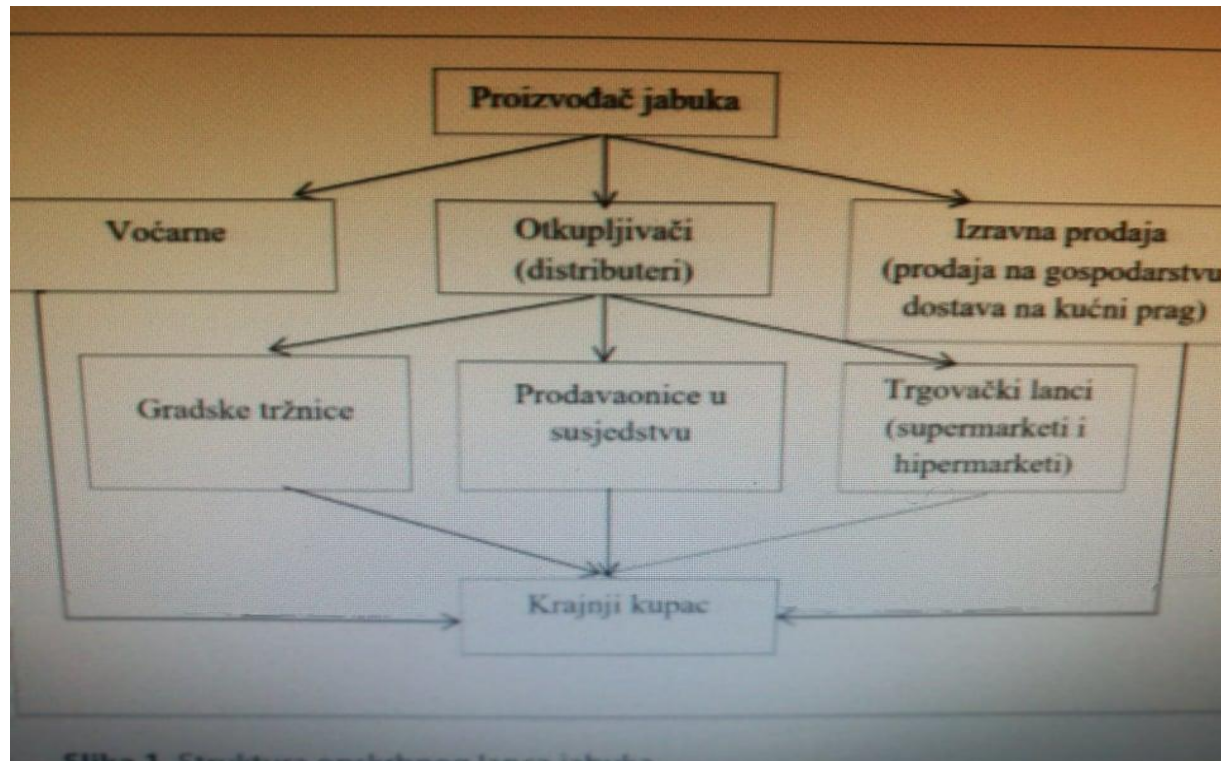 Proizvođač jabuka
Voćarne
Otkupljivači
(distributeri)
Izravna prodaja
(prodaja na gospodarstvu
dostava na kućni prag)
Gradske tržnice
Prodavaonice u
susjedstvu
Trgovački lanci
(supermarketi i
hipermarketi)
Krajnji kupac